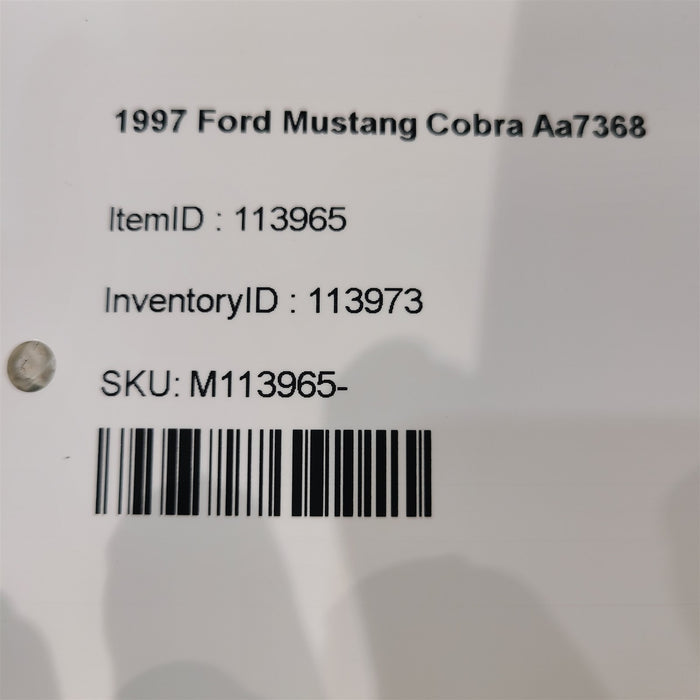 1997 Ford Mustang Cobra Aa7368
ItemID : 113965
InventoryID : 113973
SKU: M113965-